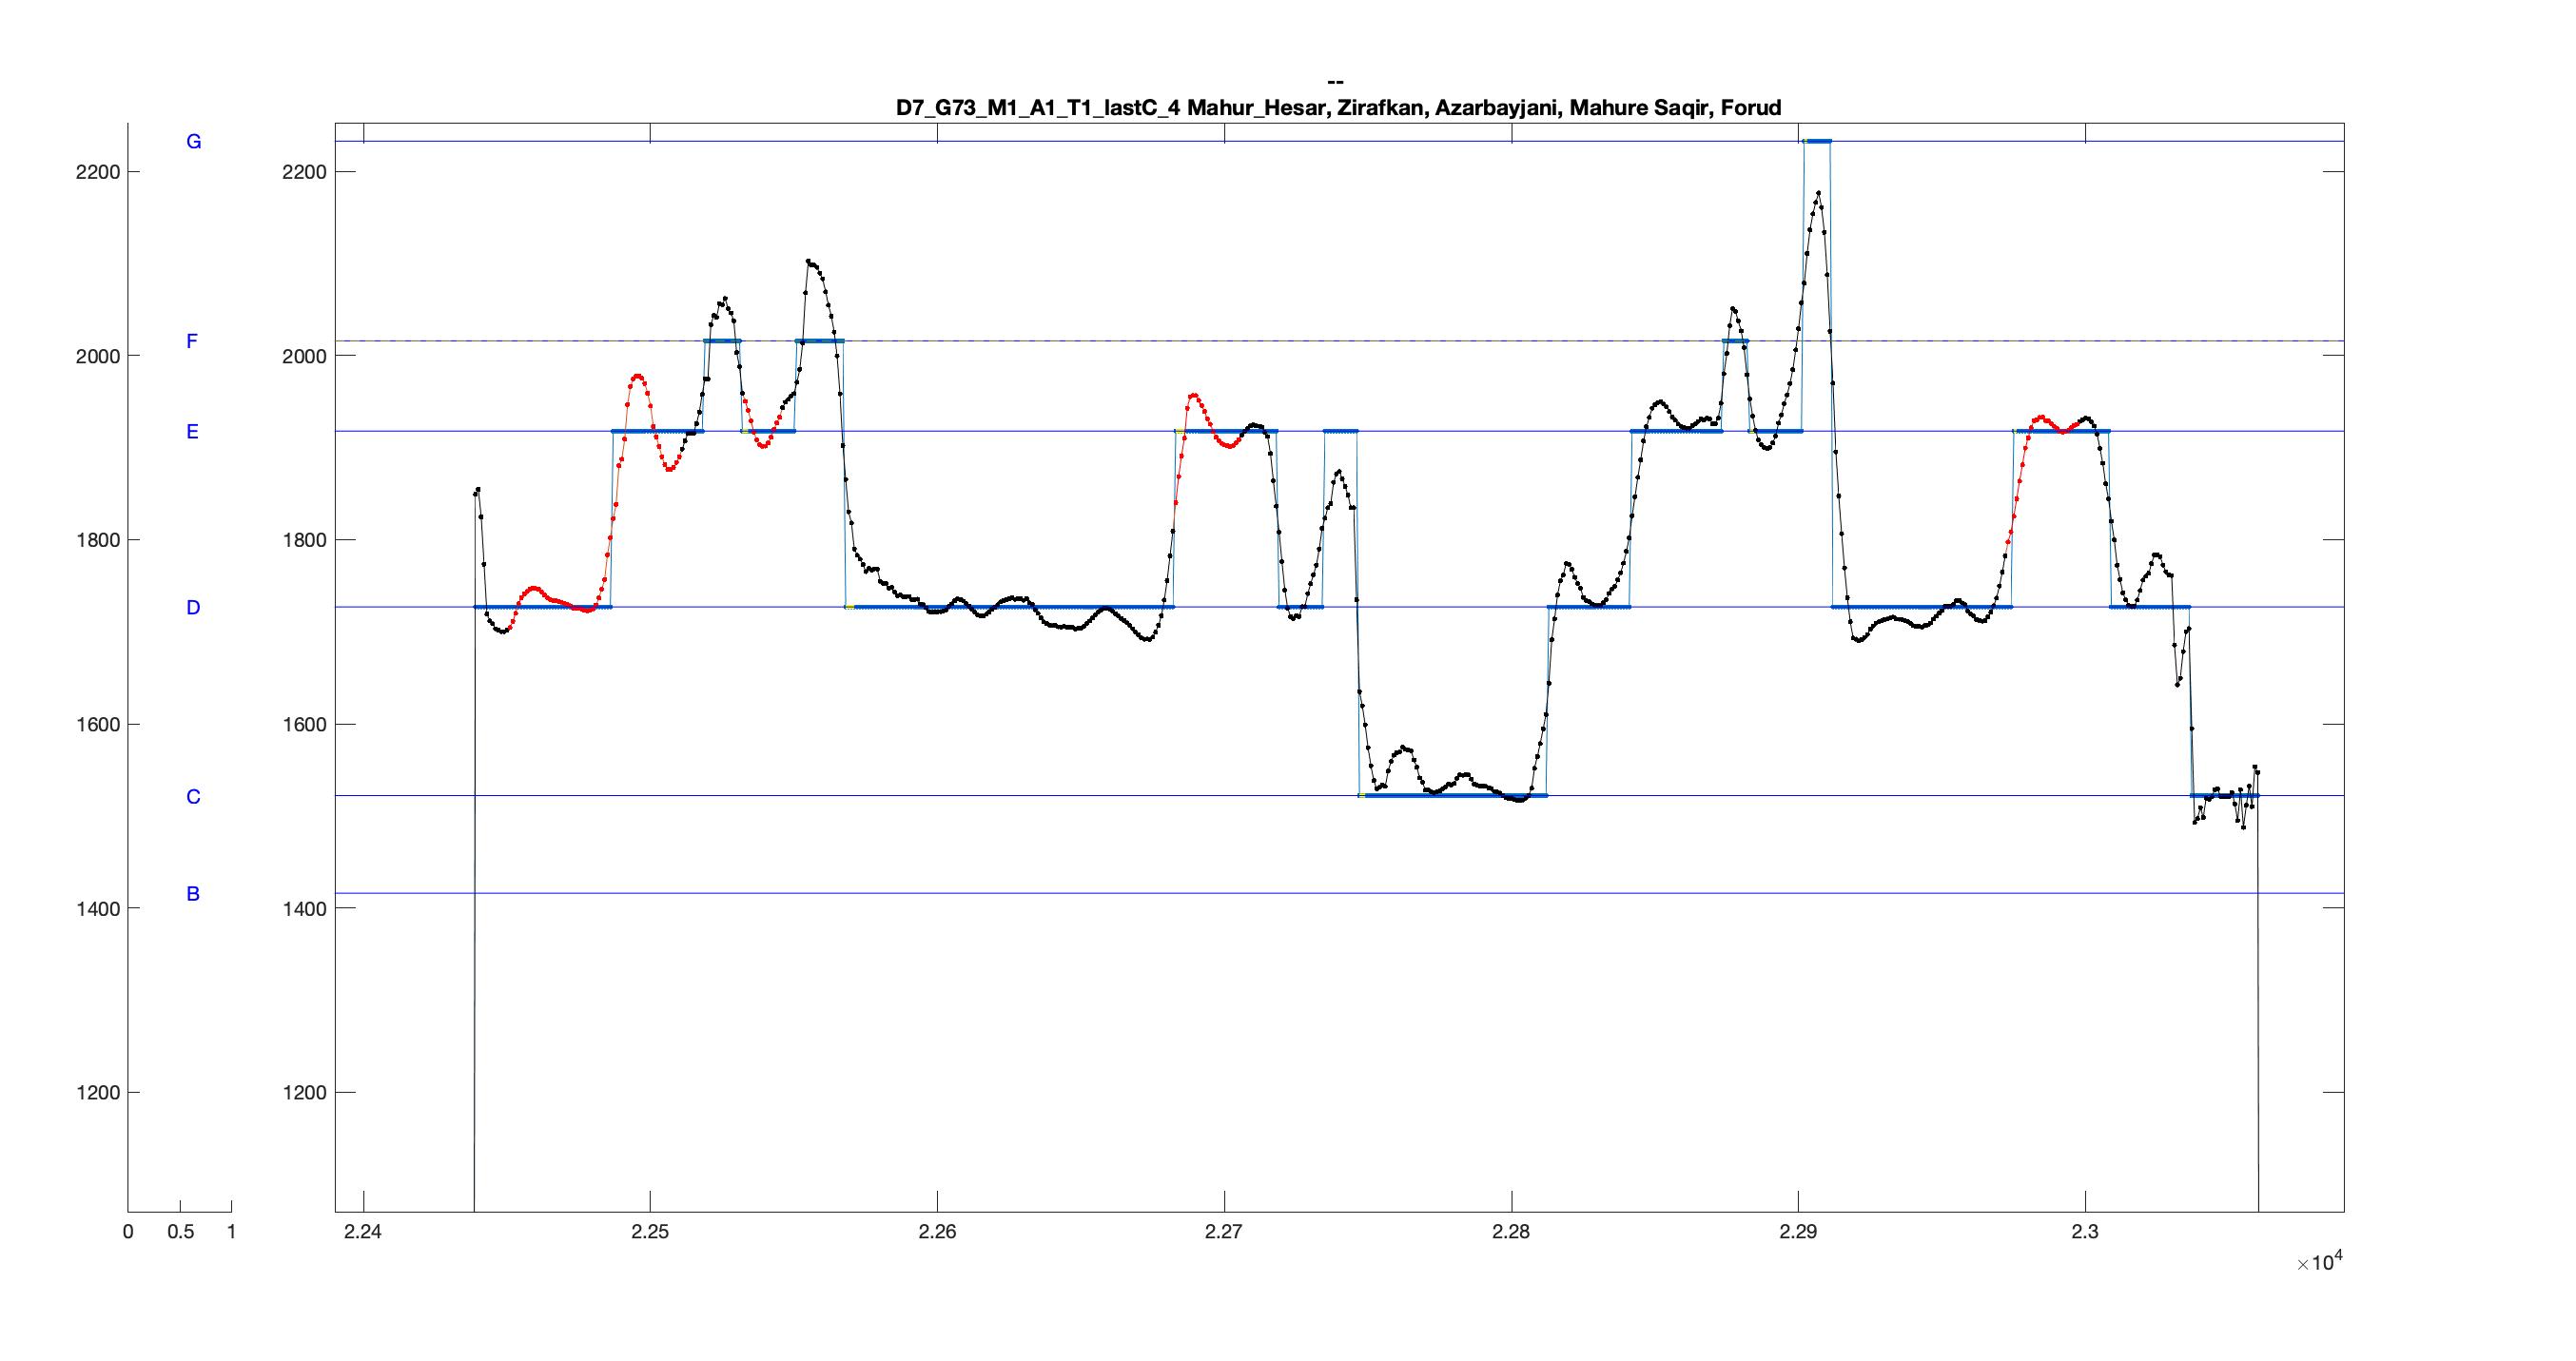 --
D7_G73_M1_A1_T1_lastC_4 Mahur_Hesar, Zirafkan, Azarbayjani, Mahure Saqir, Forud
G
2200 2200
F
2000 2000
E
1800 1800
D
1600 1600
C
B
1400 1400
1200 1200
0 0.5 1 2.24 2.25 2.26 2.27 2.28 2.29 2.3
×10⁴